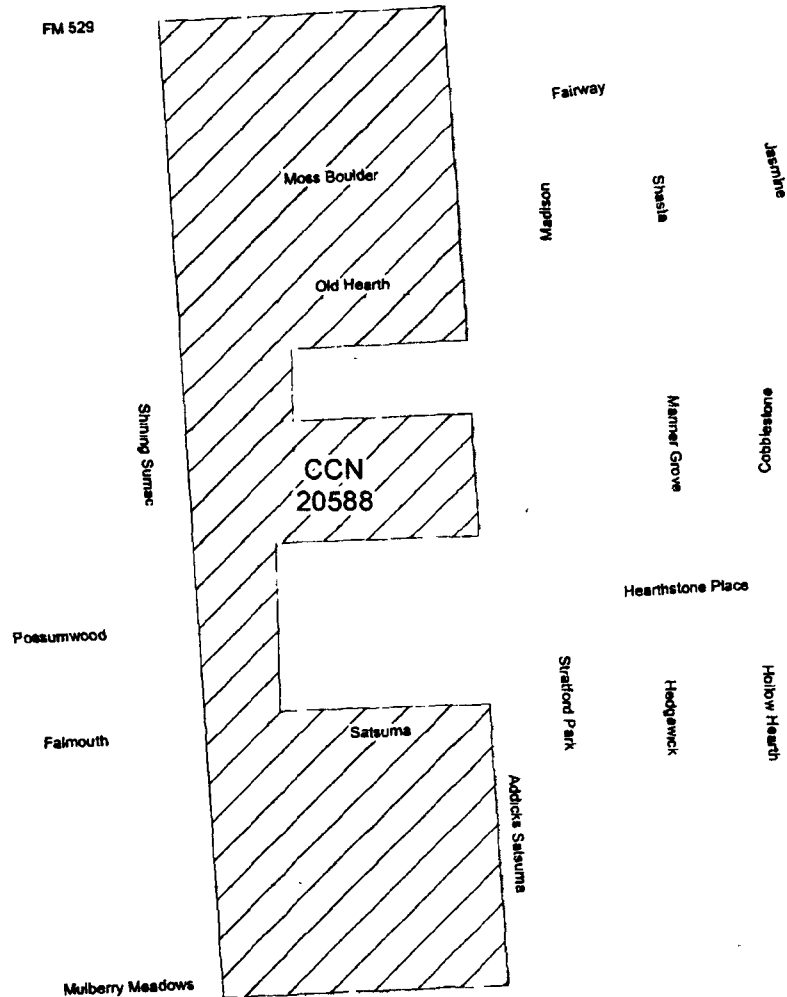 FM 529
Fairway
Moss Boulder
Madison
Shasta
Jasmine
Old Hearth
Shining Sumac
CCN
20588
Manner Grove
Cobblestone
Hearthstone Place
Possumwood
Stratford Park
Hedgewick
Hollow Hearth
Falmouth
Satsuma
Addicks Satsuma
Mulberry Meadows